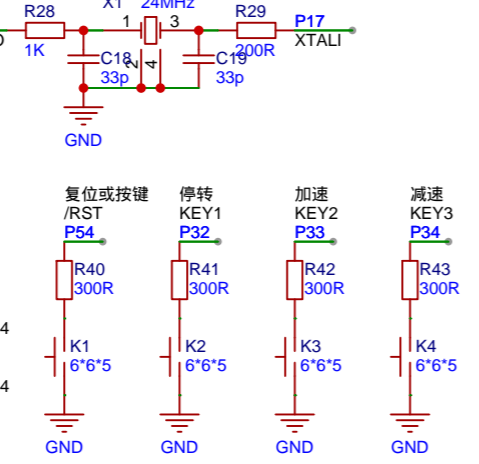 X1 24MHz
R28 1 3 R29 P17
1K C18 2 4 C19 200R XTALI
33p 33p
GND
复位或按键 停转 加速 减速
/RST KEY1 KEY2 KEY3
P54 P32 P33 P34
R40 R41 R42 R43
300R 300R 300R 300R
4
K1 K2 K3 K4
6*6*5 6*6*5 6*6*5 6*6*5
4
GND GND GND GND